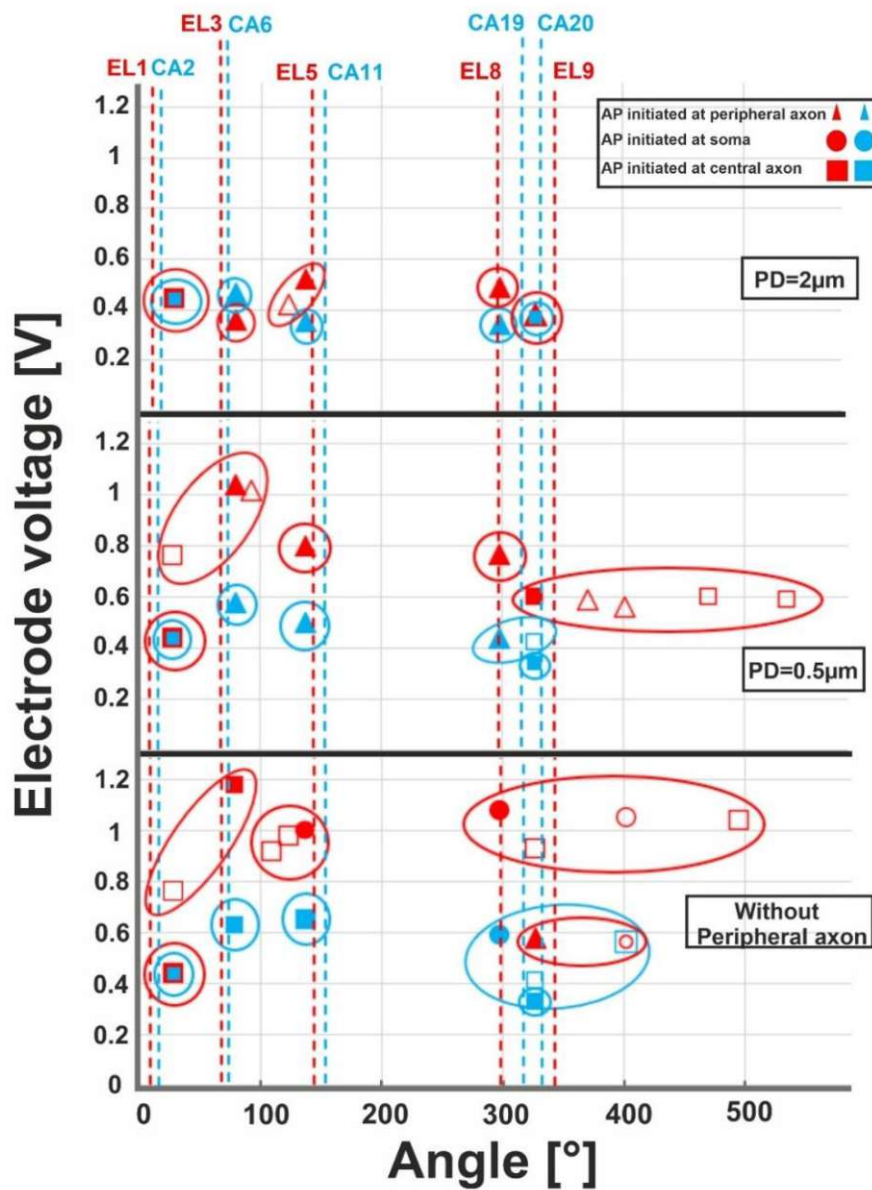 EL3 CA6 CA19 CA20
EL1 CA2 EL5 CA11 EL8 EL9
AP initiated at peripheral axon
AP initiated at soma
AP initiated at central axon
Electrode voltage [V]
1.2
1
0.8
0.6
0.4
0.2
PD=2µm
1.2
1
0.8
0.6
0.4
0.2
PD=0.5µm
1.2
1
0.8
0.6
0.4
0.2
0
Without
Peripheral axon
0 100 200 300 400 500
Angle [°]